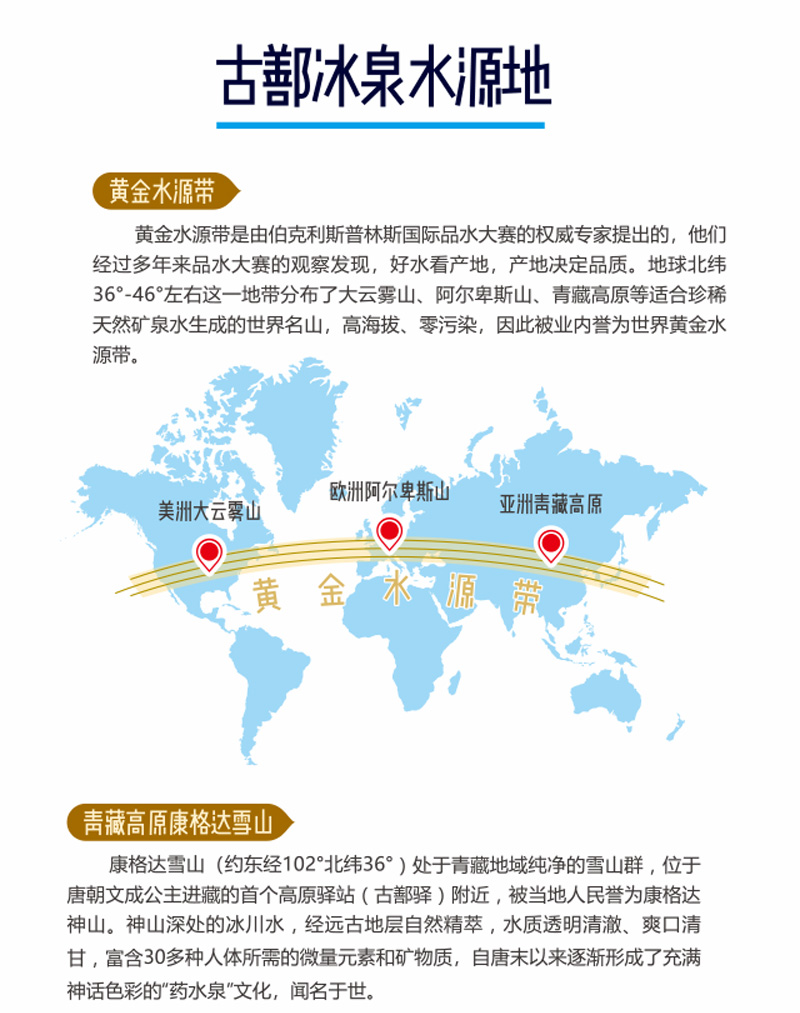 古鄯冰泉水源地
黄金水源带
黄金水源带是由伯克利斯普林斯国际品水大赛的权威专家提出的，他们
经过多年来品水大赛的观察发现，好水看产地，产地决定品质。地球北纬
36°-46°左右这一地带分布了大云雾山、阿尔卑斯山、青藏高原等适合珍稀
天然矿泉水生成的世界名山，高海拔、零污染，因此被业内誉为世界黄金水
源带。
欧洲阿尔卑斯山
美洲大云雾山
亚洲青藏高原
黄金水源带
青藏高原康格达雪山
康格达雪山（约东经102°北纬36°）处于青藏地域纯净的雪山群，位于
唐朝文成公主进藏的首个高原驿站（古鄯驿）附近，被当地人民誉为康格达
神山。神山深处的冰川水，经远古地层自然精萃，水质透明清澈、爽口清
甘，富含30多种人体所需的微量元素和矿物质，自唐末以来逐渐形成了充满
神话色彩的“药水泉”文化，闻名于世。